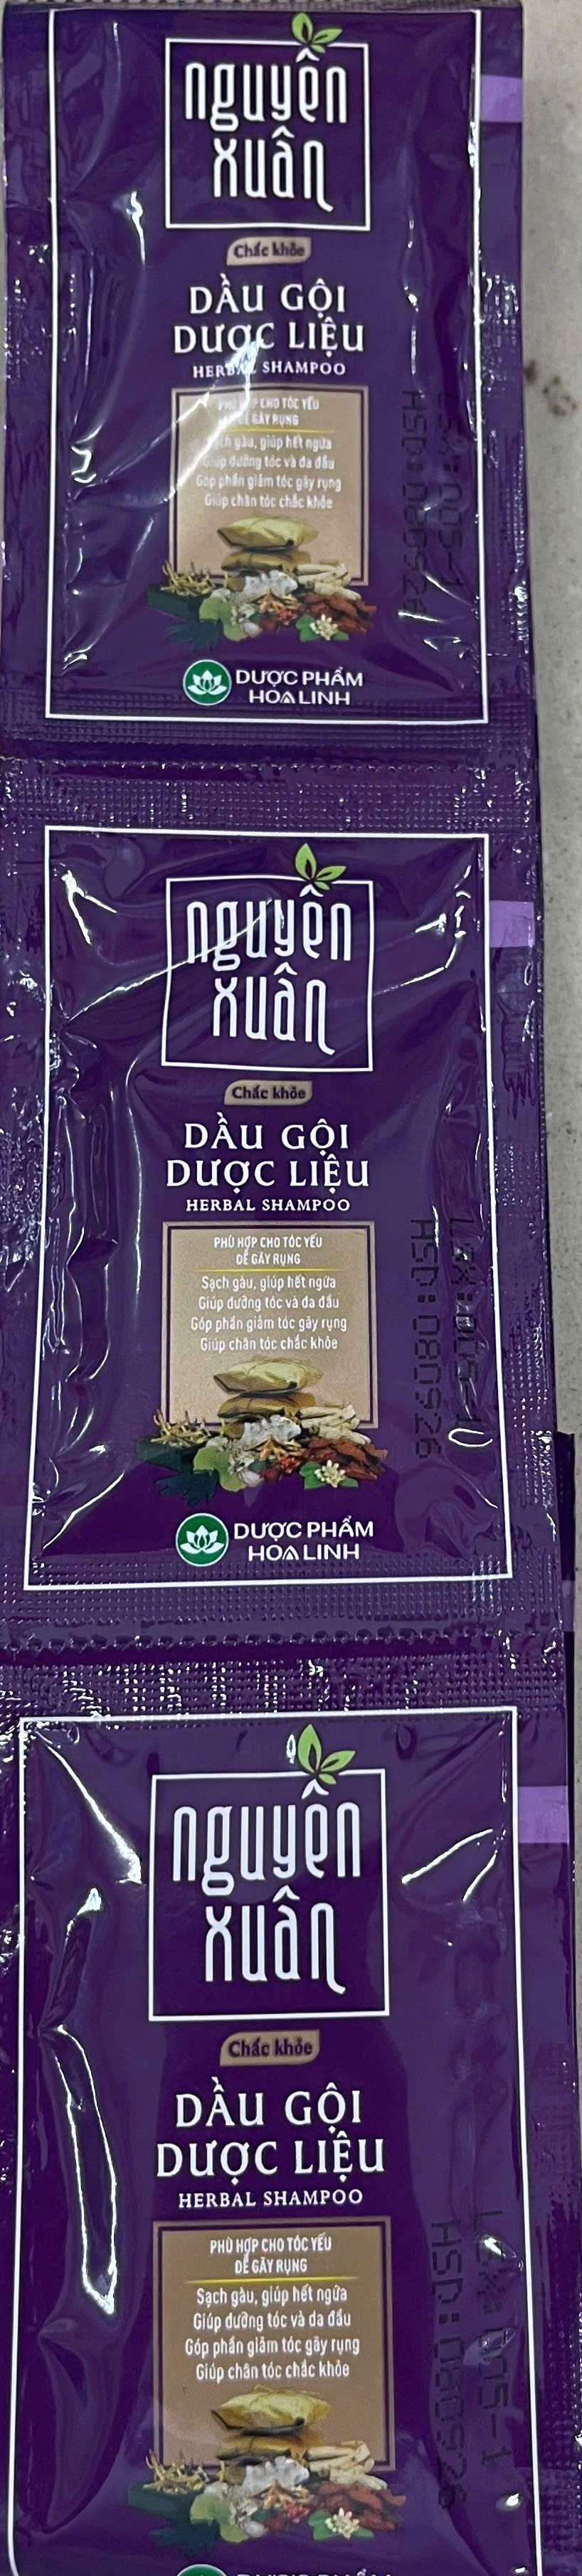 nguyên
xuân
Chắc khỏe
DẦU GỘI
DƯỢC LIỆU
HERBAL SHAMPOO
CHO TÓC YẾU
GÃY RỤNG
gàu, giúp hết ngứa
Giúp dưỡng tóc và da đầu
Góp phần giảm tóc gãy rụng
Giúp chân tóc chắc khỏe
DƯỢC PHẨM
HOA LINH
nguyên
xuân
Chắc khỏe
DẦU GỘI
DƯỢC LIỆU
HERBAL SHAMPOO
PHÙ HỢP CHO TÓC YẾU
DỄ GÃY RỤNG
Sạch gàu, giúp hết ngứa
Giúp dưỡng tóc và da đầu
Góp phần giảm tóc gãy rụng
Giúp chân tóc chắc khỏe
HSD:080926
DƯỢC PHẨM
HOA LINH
nguyên
xuân
Chắc khỏe
DẦU GỘI
DƯỢC LIỆU
HERBAL SHAMPOO
PHÙ HỢP CHO TÓC YẾU
DỄ GÃY RỤNG
Sạch gàu, giúp hết ngứa
Giúp dưỡng tóc và da đầu
Góp phần giảm tóc gãy rụng
Giúp chân tóc chắc khỏe
HSD:080926